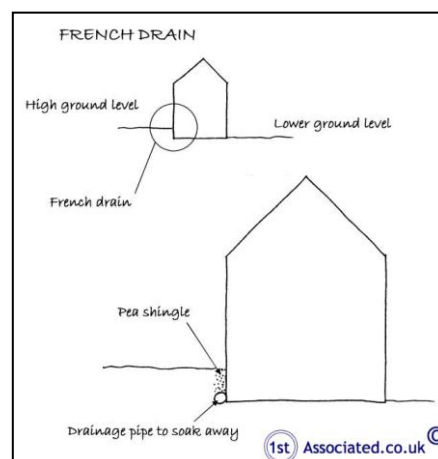 FRENCH DRAIN
High ground level
Lower ground level
French drain
Pea shingle
Drainage pipe to soak away
1st Associated.co.uk ©